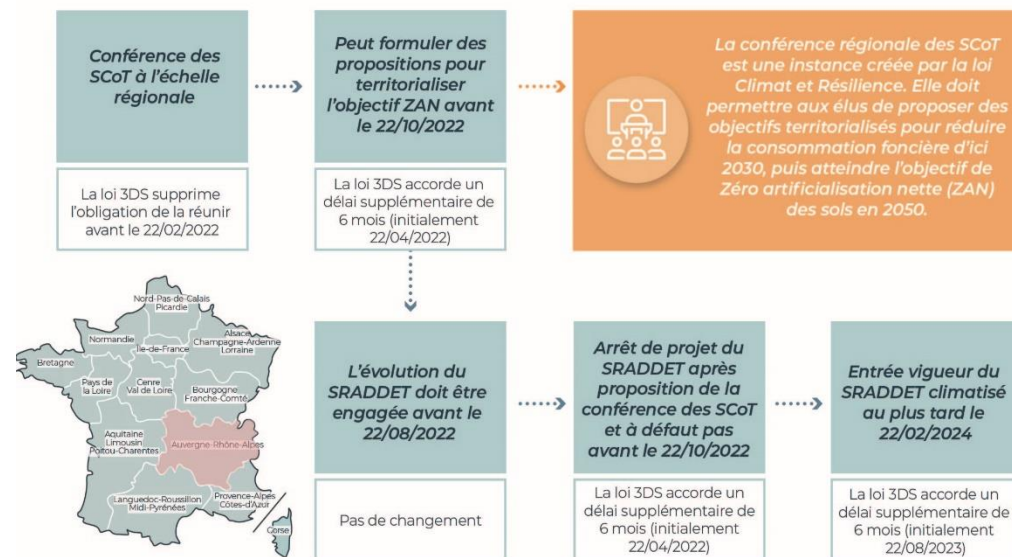 Conférence des
SCoT à l'échelle
régionale
La loi 3DS supprime
l'obligation de la réunir
avant le 22/02/2022
Peut formuler des
propositions pour
territorialiser
l'objectif ZAN avant
le 22/10/2022
La loi 3DS accorde un
délai supplémentaire de
6 mois (initialement
22/04/2022)
La conférence régionale des SCoT
est une instance créée par la loi
Climat et Résilience. Elle doit
permettre aux élus de proposer des
objectifs territorialisés pour réduire
la consommation foncière d'ici
2030, puis atteindre l'objectif de
Zéro artificialisation nette (ZAN)
des sols en 2050.
Nord-Pas-de-Calais
Picardie
Normandie
Ile-de-France
Alsace
Champagne-Ardenne
Lorraine
Bretagne
Pays de
la Loire
Cenre
Val de Loire
Bourgogne
Franche-Comté
Aquitaine
Limousin
Poitou-Charentes
Auvergne-Rhône-Alpes
Languedoc-Roussillon
Midi-Pyrénées
Provence-Alpes
Côtes-d'Azur
Corse
L'évolution du
SRADDET doit être
engagée avant le
22/08/2022
Pas de changement
Arrêt de projet du
SRADDET après
proposition de la
conférence des SCoT
et à défaut pas
avant le 22/10/2022
La loi 3DS accorde un
délai supplémentaire de
6 mois (initialement
22/04/2022)
Entrée vigueur du
SRADDET climatisé
au plus tard le
22/02/2024
La loi 3DS accorde un
délai supplémentaire de
6 mois (initialement
22/08/2023)